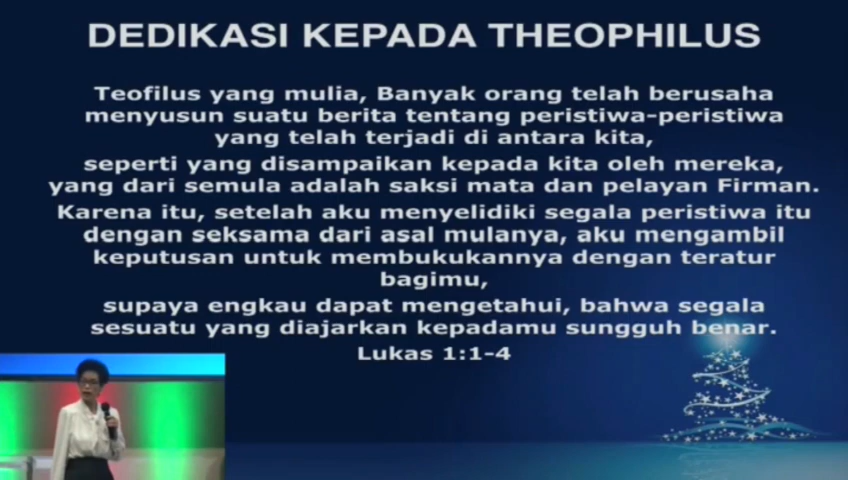 DEDIKASI KEPADA THEOPHILUS
Teofilus yang mulia, Banyak orang telah berusaha
menyusun suatu berita tentang peristiwa-peristiwa
yang telah terjadi di antara kita,
seperti yang disampaikan kepada kita oleh mereka,
yang dari semula adalah saksi mata dan pelayan Firman.
Karena itu, setelah aku menyelidiki segala peristiwa itu
dengan seksama dari asal mulanya, aku mengambil
keputusan untuk membukukannya dengan teratur
bagimu,
supaya engkau dapat mengetahui, bahwa segala
sesuatu yang diajarkan kepadamu sungguh benar.
Lukas 1:1-4